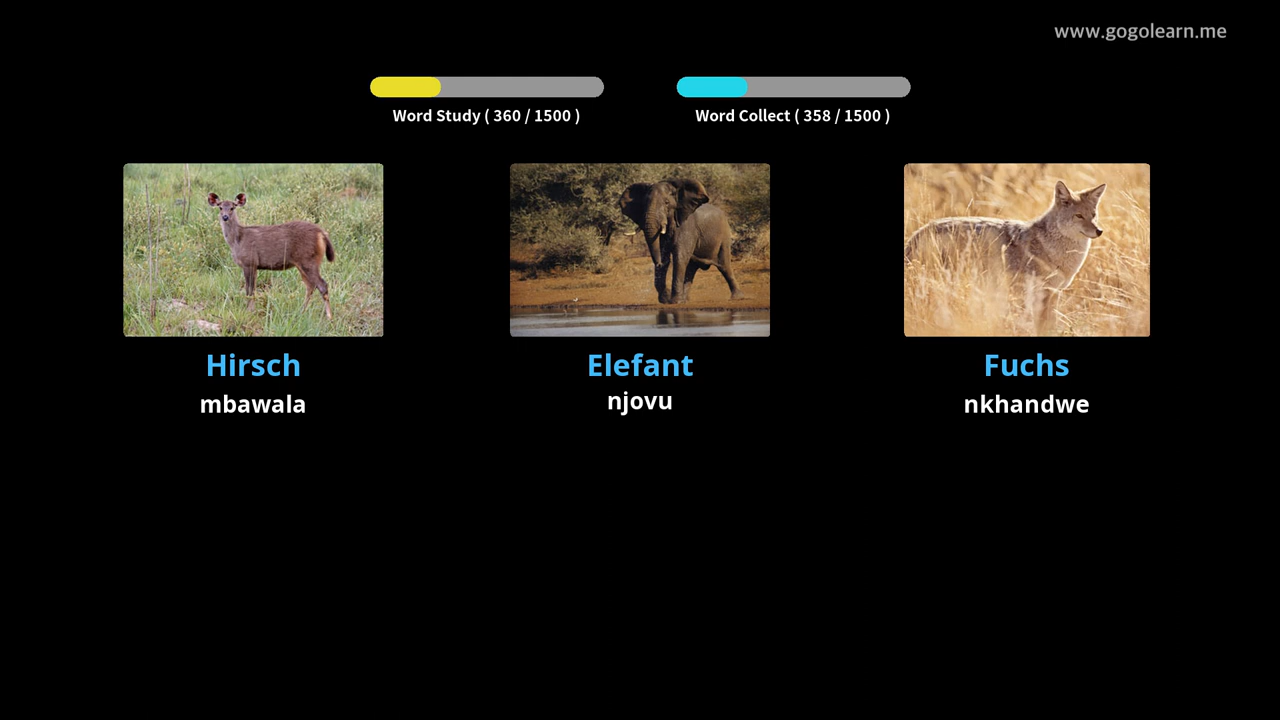 www.gogolearn.me
Word Study ( 360 / 1500 )
Word Collect ( 358 / 1500 )
Hirsch
mbawala
Elefant
njovu
Fuchs
nkhandwe